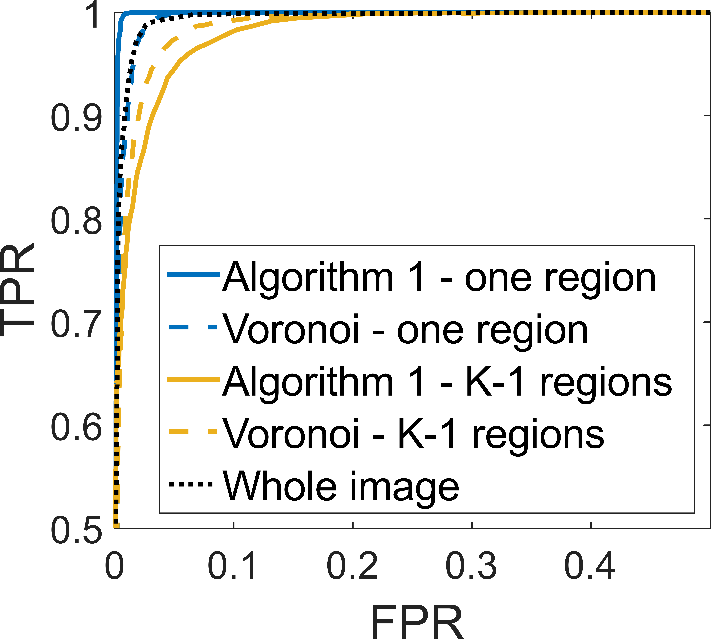 1
0.9
0.8
0.7
0.6
0.5
TPR
Algorithm 1 - one region
Voronoi - one region
Algorithm 1 - K-1 regions
Voronoi - K-1 regions
Whole image
0 0.1 0.2 0.3 0.4
FPR